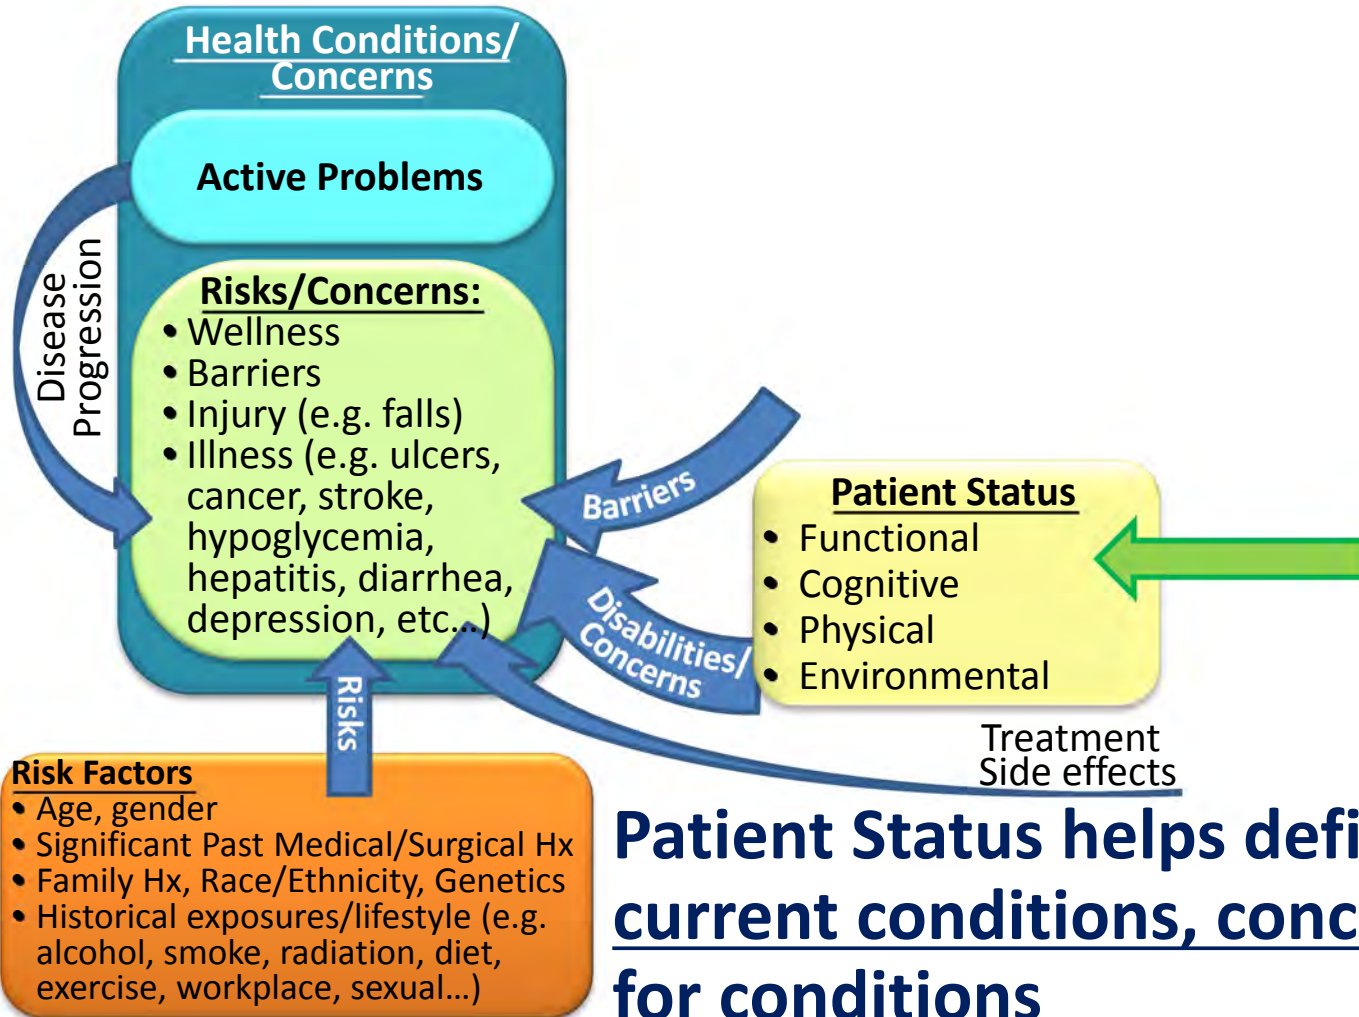 Health Conditions/
Concerns
Active Problems
Disease
Progression
Risks/Concerns:
• Wellness
• Barriers
• Injury (e.g. falls)
• Illness (e.g. ulcers,
cancer, stroke,
hypoglycemia,
hepatitis, diarrhea,
depression, etc...)
Barriers
Disabilities/
Concerns
Patient Status
• Functional
• Cognitive
• Physical
• Environmental
Risks
Treatment
Side effects
Risk Factors
• Age, gender
• Significant Past Medical/Surgical Hx
• Family Hx, Race/Ethnicity, Genetics
• Historical exposures/lifestyle (e.g.
alcohol, smoke, radiation, diet,
exercise, workplace, sexual...)
Patient Status helps defi
current conditions, conc
for conditions